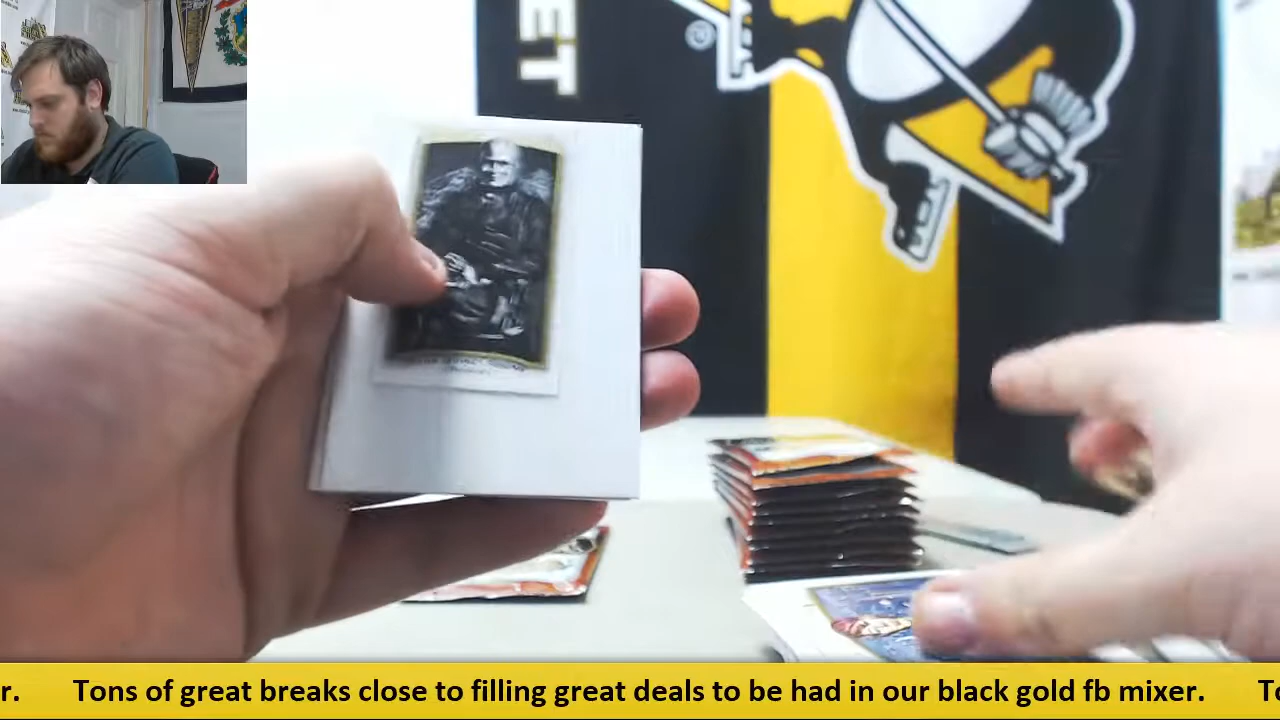 ET
®
r. Tons of great breaks close to filling great deals to be had in our black gold fb mixer. To